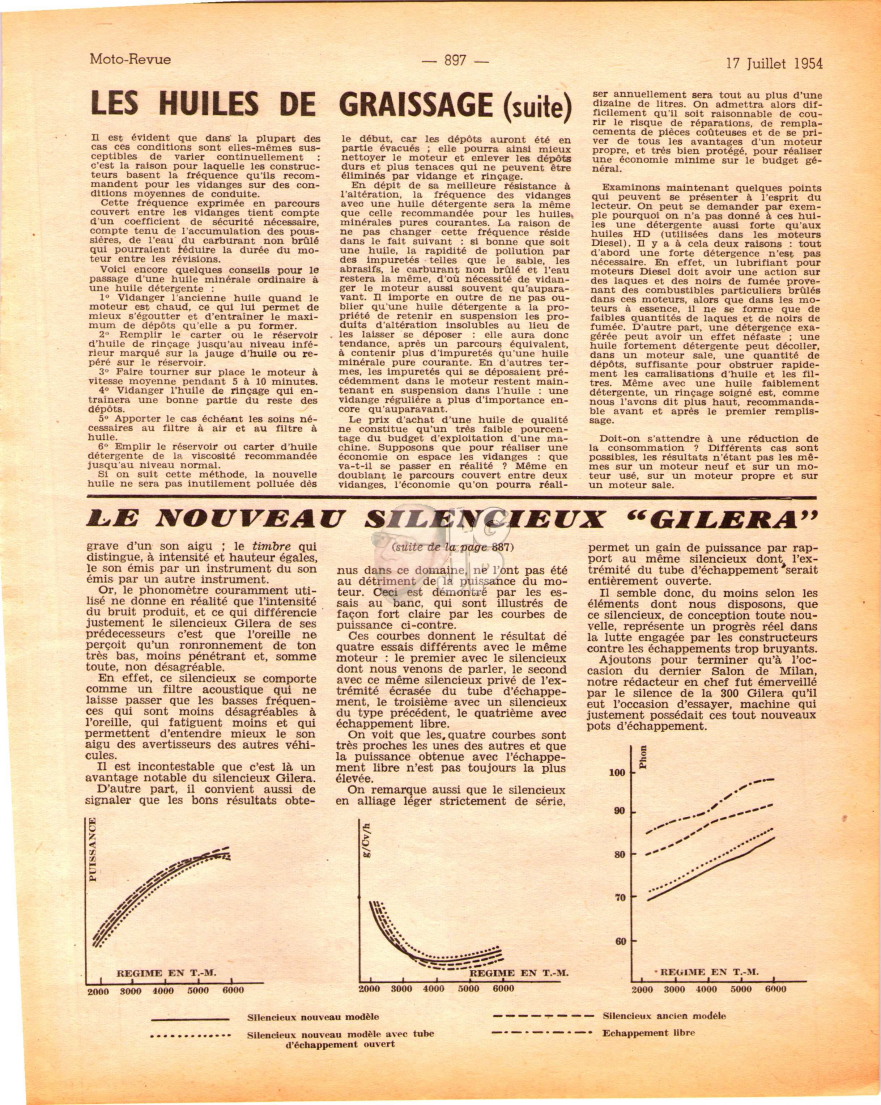 Moto-Revue
— 897 —
17 Juillet 1954
LES HUILES DE GRAISSAGE (suite)
Il est évident que dans la plupart des
cas ces conditions sont elles-mêmes sus-
ceptibles de varier continuellement :
c'est la raison pour laquelle les construc-
teurs basent la fréquence qu'ils recom-
mandent pour les vidanges sur des con-
ditions moyennes de conduite.
Cette fréquence exprimée en parcours
couvert entre les vidanges tient compte
d'un coefficient de sécurité nécessaire,
compte tenu de l'accumulation des pous-
sières, de l'eau du carburant non brûlé
qui pourraient réduire la durée du mo-
teur entre les révisions.
Voici encore quelques conseils pour le
passage d'une huile minérale ordinaire à
une huile détergente :
1° Vidanger l'ancienne huile quand le
moteur est chaud, ce qui lui permet de
mieux s'égoutter et d'entraîner le maxi-
mum de dépôts qu'elle a pu former.
2° Remplir le carter ou le réservoir
d'huile de rinçage jusqu'au niveau infé-
rieur marqué sur la jauge d'huile ou re-
péré sur le réservoir.
3° Faire tourner sur place le moteur à
vitesse moyenne pendant 5 à 10 minutes.
4° Vidanger l'huile de rinçage qui en-
traînera une bonne partie du reste des
dépôts.
5° Apporter le cas échéant les soins né-
cessaires au filtre à air et au filtre à
huile.
6° Emplir le réservoir ou carter d'huile
détergente de la viscosité recommandée
jusqu'au niveau normal.
Si on suit cette méthode, la nouvelle
huile ne sera pas inutilement polluée dès
le début, car les dépôts auront été en
partie évacués ; elle pourra ainsi mieux
nettoyer le moteur et enlever les dépôts
durs et plus tenaces qui ne peuvent être
éliminés par vidange et rinçage.
En dépit de sa meilleure résistance à
l'altération, la fréquence des vidanges
avec une huile détergente sera la même
que celle recommandée pour les huiles
minérales pures courantes. La raison de
ne pas changer cette fréquence réside
dans le fait suivant : si bonne que soit
une huile, la rapidité de pollution par
des impuretés telles que le sable, les
abrasifs, le carburant non brûlé et l'eau
restera la même, d'où nécessité de vidan-
ger le moteur aussi souvent qu'aupara-
vant. Il importe en outre de ne pas ou-
blier qu'une huile détergente a la pro-
priété de retenir en suspension les pro-
duits d'altération insolubles au lieu de
les laisser se déposer : elle aura donc
tendance, après un parcours équivalent,
à contenir plus d'impuretés qu'une huile
minérale pure courante. En d'autres ter-
mes, les impuretés qui se déposaient pré-
cédemment dans le moteur restent main-
tenant en suspension dans l'huile : une
vidange régulière a plus d'importance en-
core qu'auparavant.
Le prix d'achat d'une huile de qualité
ne constitue qu'un très faible pourcen-
tage du budget d'exploitation d'une ma-
chine. Supposons que pour réaliser une
économie on espace les vidanges : que
va-t-il se passer en réalité ? Même en
doublant le parcours couvert entre deux
vidanges, l'économie qu'on pourra réali-
ser annuellement sera tout au plus d'une
dizaine de litres. On admettra alors dif-
ficilement qu'il soit raisonnable de cou-
rir le risque de réparations, de rempla-
cements de pièces coûteuses et de se pri-
ver de tous les avantages d'un moteur
propre, et bien protégé, pour réaliser
une économie minime sur le budget gé-
néral.
Examinons maintenant quelques points
qui peuvent se présenter à l'esprit du
lecteur. On peut se demander par exem-
ple pourquoi on n'a pas donné à ces hui-
les une détergence aussi forte qu'aux
huiles HD (utilisées dans les moteurs
Diesel). Il y a à cela deux raisons : tout
d'abord une forte détergence n'est pas
nécessaire. En effet, un lubrifiant pour
moteurs Diesel doit avoir une action sur
des laques et des noirs de fumée prove-
nant des combustibles particuliers brûlés
dans ces moteurs, alors que dans les mo-
teurs à essence, il ne se forme que de
faibles quantités de laques et de noirs de
fumée. D'autre part, une détergence exa-
gérée peut avoir un effet néfaste : une
huile fortement détergente peut décoller,
dans un moteur sale, une quantité de
dépôts, suffisante pour obstruer rapide-
ment les canalisations d'huile et les fil-
tres. Même avec une huile faiblement
détergente, un rinçage soigné est, comme
nous l'avons dit plus haut, recommanda-
ble avant et après le premier remplis-
sage.
Doit-on s'attendre à une réduction de
la consommation ? Différents cas sont
possibles, les résultats n'étant pas les mê-
mes sur un moteur neuf et sur un mo-
teur usé, sur un moteur propre et sur
un moteur sale.
LE NOUVEAU SILENCIEUX "GILERA"
(suite de la page 887)
grave d'un son aigu ; le timbre qui
distingue, à intensité et hauteur égales,
le son émis par un instrument du son
émis par un autre instrument.
Or, le phonomètre couramment uti-
lisé ne donne en réalité que l'intensité
du bruit produit, et ce qui différencie
justement le silencieux Gilera de ses
prédecesseurs c'est que l'oreille ne
perçoit qu'un ronronnement de ton
très bas, moins pénétrant et, somme
toute, non désagréable.
En effet, ce silencieux se comporte
comme un filtre acoustique qui ne
laisse passer que les basses fréquen-
ces qui sont moins désagréables à
l'oreille, qui fatiguent moins et qui
permettent d'entendre mieux le son
aigu des avertisseurs des autres véhi-
cules.
Il est incontestable que c'est là un
avantage notable du silencieux Gilera.
D'autre part, il convient aussi de
signaler que les bons résultats obte-
nus dans ce domaine, ne l'ont pas été
au détriment de la puissance du mo-
teur. Ceci est démontré par les es-
sais au banc, qui sont illustrés de
façon fort claire par les courbes de
puissance ci-contre.
Ces courbes donnent le résultat de
quatre essais différents avec le même
moteur : le premier avec le silencieux
dont nous venons de parler, le second
avec ce même silencieux privé de l'ex-
trémité écrasée du tube d'échappe-
ment, le troisième avec un silencieux
du type précédent, le quatrième avec
échappement libre.
On voit que les quatre courbes sont
très proches les unes des autres et que
la puissance obtenue avec l'échappe-
ment libre n'est pas toujours la plus
élevée.
On remarque aussi que le silencieux
en alliage léger strictement de série,
permet un gain de puissance par rap-
port au même silencieux dont l'ex-
trémité du tube d'échappement serait
entièrement ouverte.
Il semble donc, du moins selon les
éléments dont nous disposons, que
ce silencieux, de conception toute nou-
velle, représente un progrès réel dans
la lutte engagée par les constructeurs
contre les échappements trop bruyants.
Ajoutons pour terminer qu'à l'oc-
casion du dernier Salon de Milan,
notre rédacteur en chef fut émerveillé
par le silence de la 300 Gilera qu'il
eut l'occasion d'essayer, machine qui
justement possédait ces tout nouveaux
pots d'échappement.
PUISSANCE
REGIME EN T.-M.
2000 3000 4000 5000 6000
g/Cv/h
REGIME EN T.-M.
2000 3000 4000 5000 6000
Phon
100
90
80
70
60
REGIME EN T.-M.
2000 3000 4000 5000 6000
Silencieux nouveau modèle
Silencieux nouveau modèle avec tube
d'échappement ouvert
Silencieux ancien modèle
Echappement libre